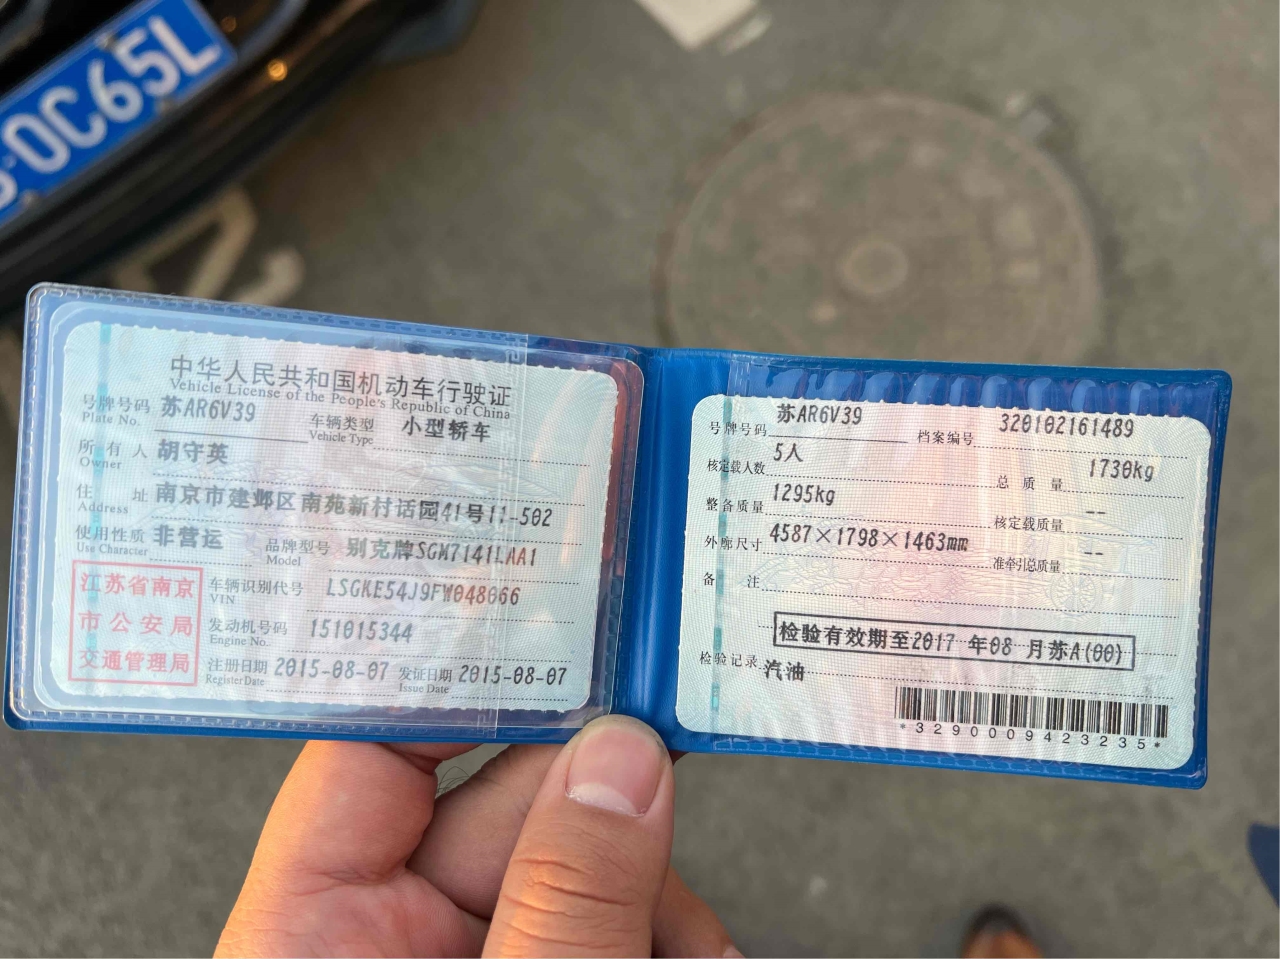 0C65L
中华人民共和国机动车行驶证
Vehicle License of the People's Republic of China
号牌号码 苏AR6V39 车辆类型 小型轿车
Plate No. Vehicle Type
所有人 胡守英
Owner
住址 南京市建邺区南苑新村话园41号11-502
Address
使用性质 非营运 品牌型号 别克牌SGM7141LAA1
Use Character Model
江苏省南京
市公安局
交通管理局
车辆识别代号 LSGKE54J9FW048066
VIN
发动机号码 151015344
Engine No.
注册日期 2015-08-07 发证日期 2015-08-07
Register Date Issue Date
号牌号码 苏AR6V39 档案编号 320102161489
核定载人数 5人 总质量 1730kg
整备质量 1295kg 核定载质量 --
外廓尺寸 4587×1798×1463mm 准牵引总质量 --
备注
检验有效期至2017年08月苏A(00)
检验记录 汽油
*3290009423235*